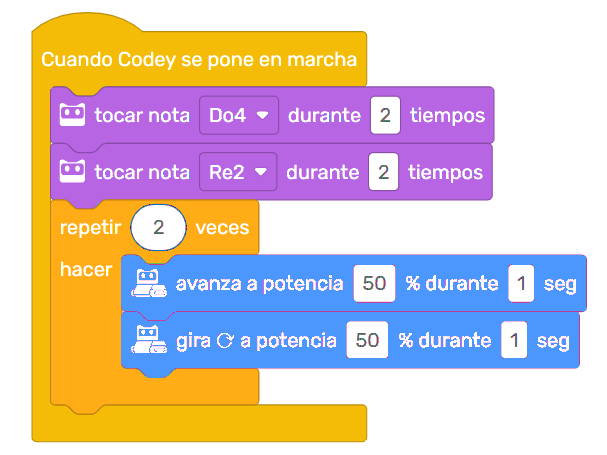 Cuando Codey se pone en marcha
tocar nota Do4 durante 2 tiempos
tocar nota Re2 durante 2 tiempos
repetir 2 veces
hacer
avanza a potencia 50 % durante 1 seg
gira a potencia 50 % durante 1 seg